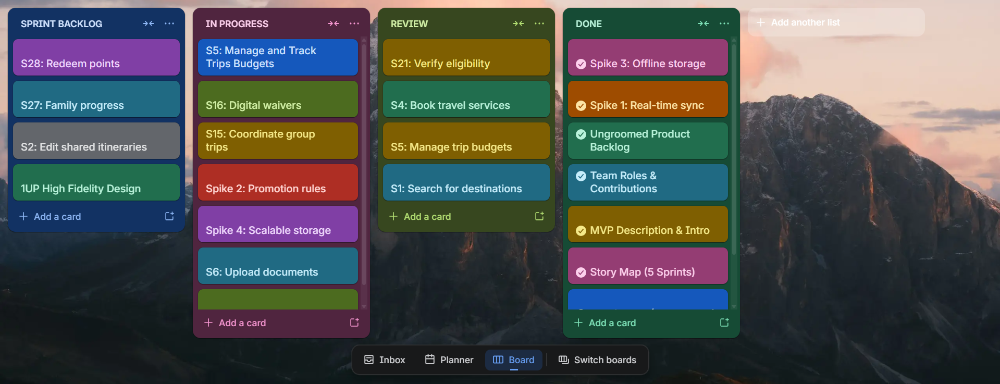 SPRINT BACKLOG
S28: Redeem points
S27: Family progress
S2: Edit shared itineraries
1UP High Fidelity Design
Add a card
IN PROGRESS
S5: Manage and Track
Trips Budgets
S16: Digital waivers
S15: Coordinate group
trips
Spike 2: Promotion rules
Spike 4: Scalable storage
S6: Upload documents
Add a card
REVIEW
S21: Verify eligibility
S4: Book travel services
S5: Manage trip budgets
S1: Search for destinations
Add a card
DONE
Spike 3: Offline storage
Spike 1: Real-time sync
Ungroomed Product
Backlog
Team Roles &
Contributions
MVP Description & Intro
Story Map (5 Sprints)
Add a card
Add another list
Inbox
Planner
Board
Switch boards